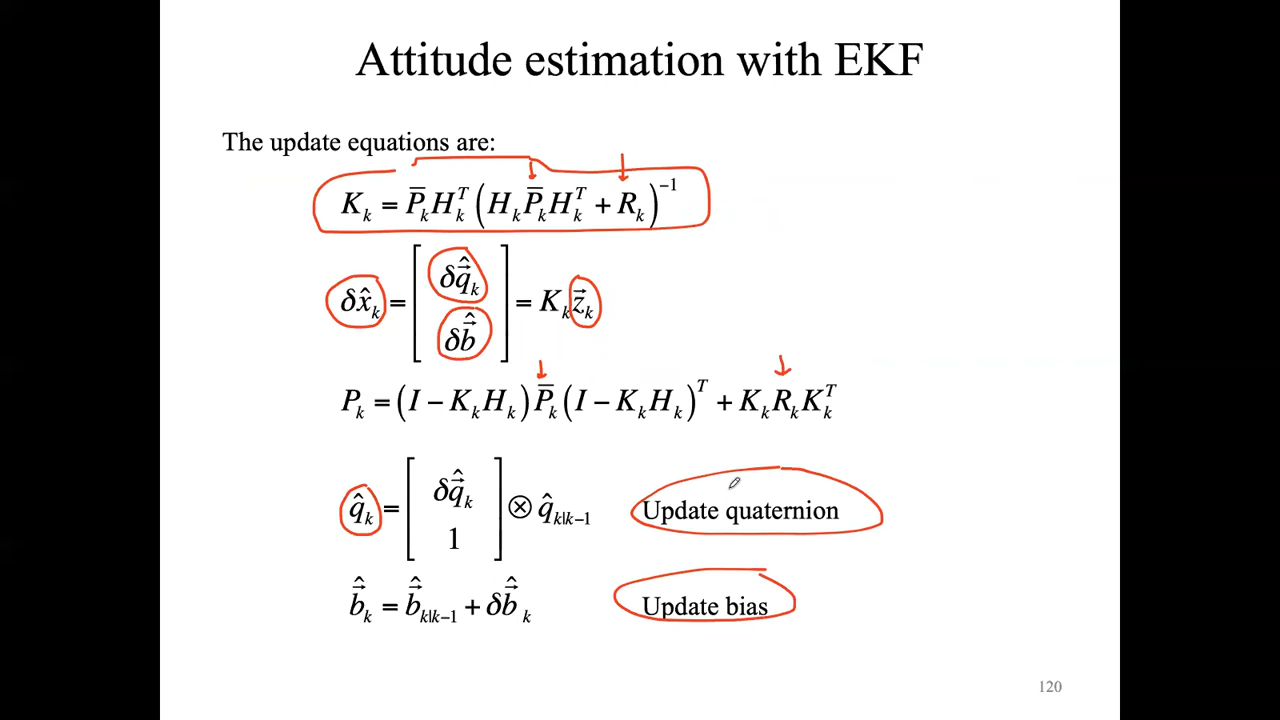 Attitude estimation with EKF
The update equations are:
K_k = P̄_k H_k^T (H_k P̄_k H_k^T + R_k)^{-1}
δx̂_k = [ δq⃗̂_k ; δb⃗̂ ] = K_k z⃗_k
P_k = (I − K_k H_k) P̄_k (I − K_k H_k)^T + K_k R_k K_k^T
q̂_k = [ δq⃗̂_k ; 1 ] ⊗ q̂_{k|k−1} Update quaternion
b⃗̂_k = b⃗̂_{k|k−1} + δb⃗̂_k Update bias
120